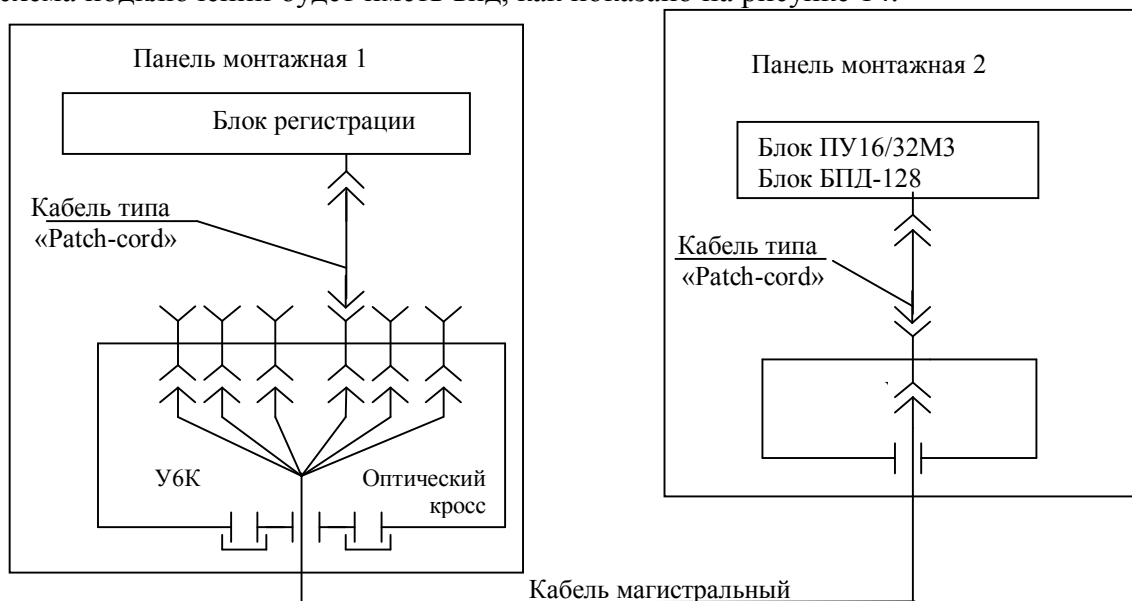 схема подключений будет иметь вид, как показано на рисунке 14.
Панель монтажная 1
Блок регистрации
Кабель типа
«Patch-cord»
У6К
Оптический
кросс
Панель монтажная 2
Блок ПУ16/32М3
Блок БПД-128
Кабель типа
«Patch-cord»
Кабель магистральный